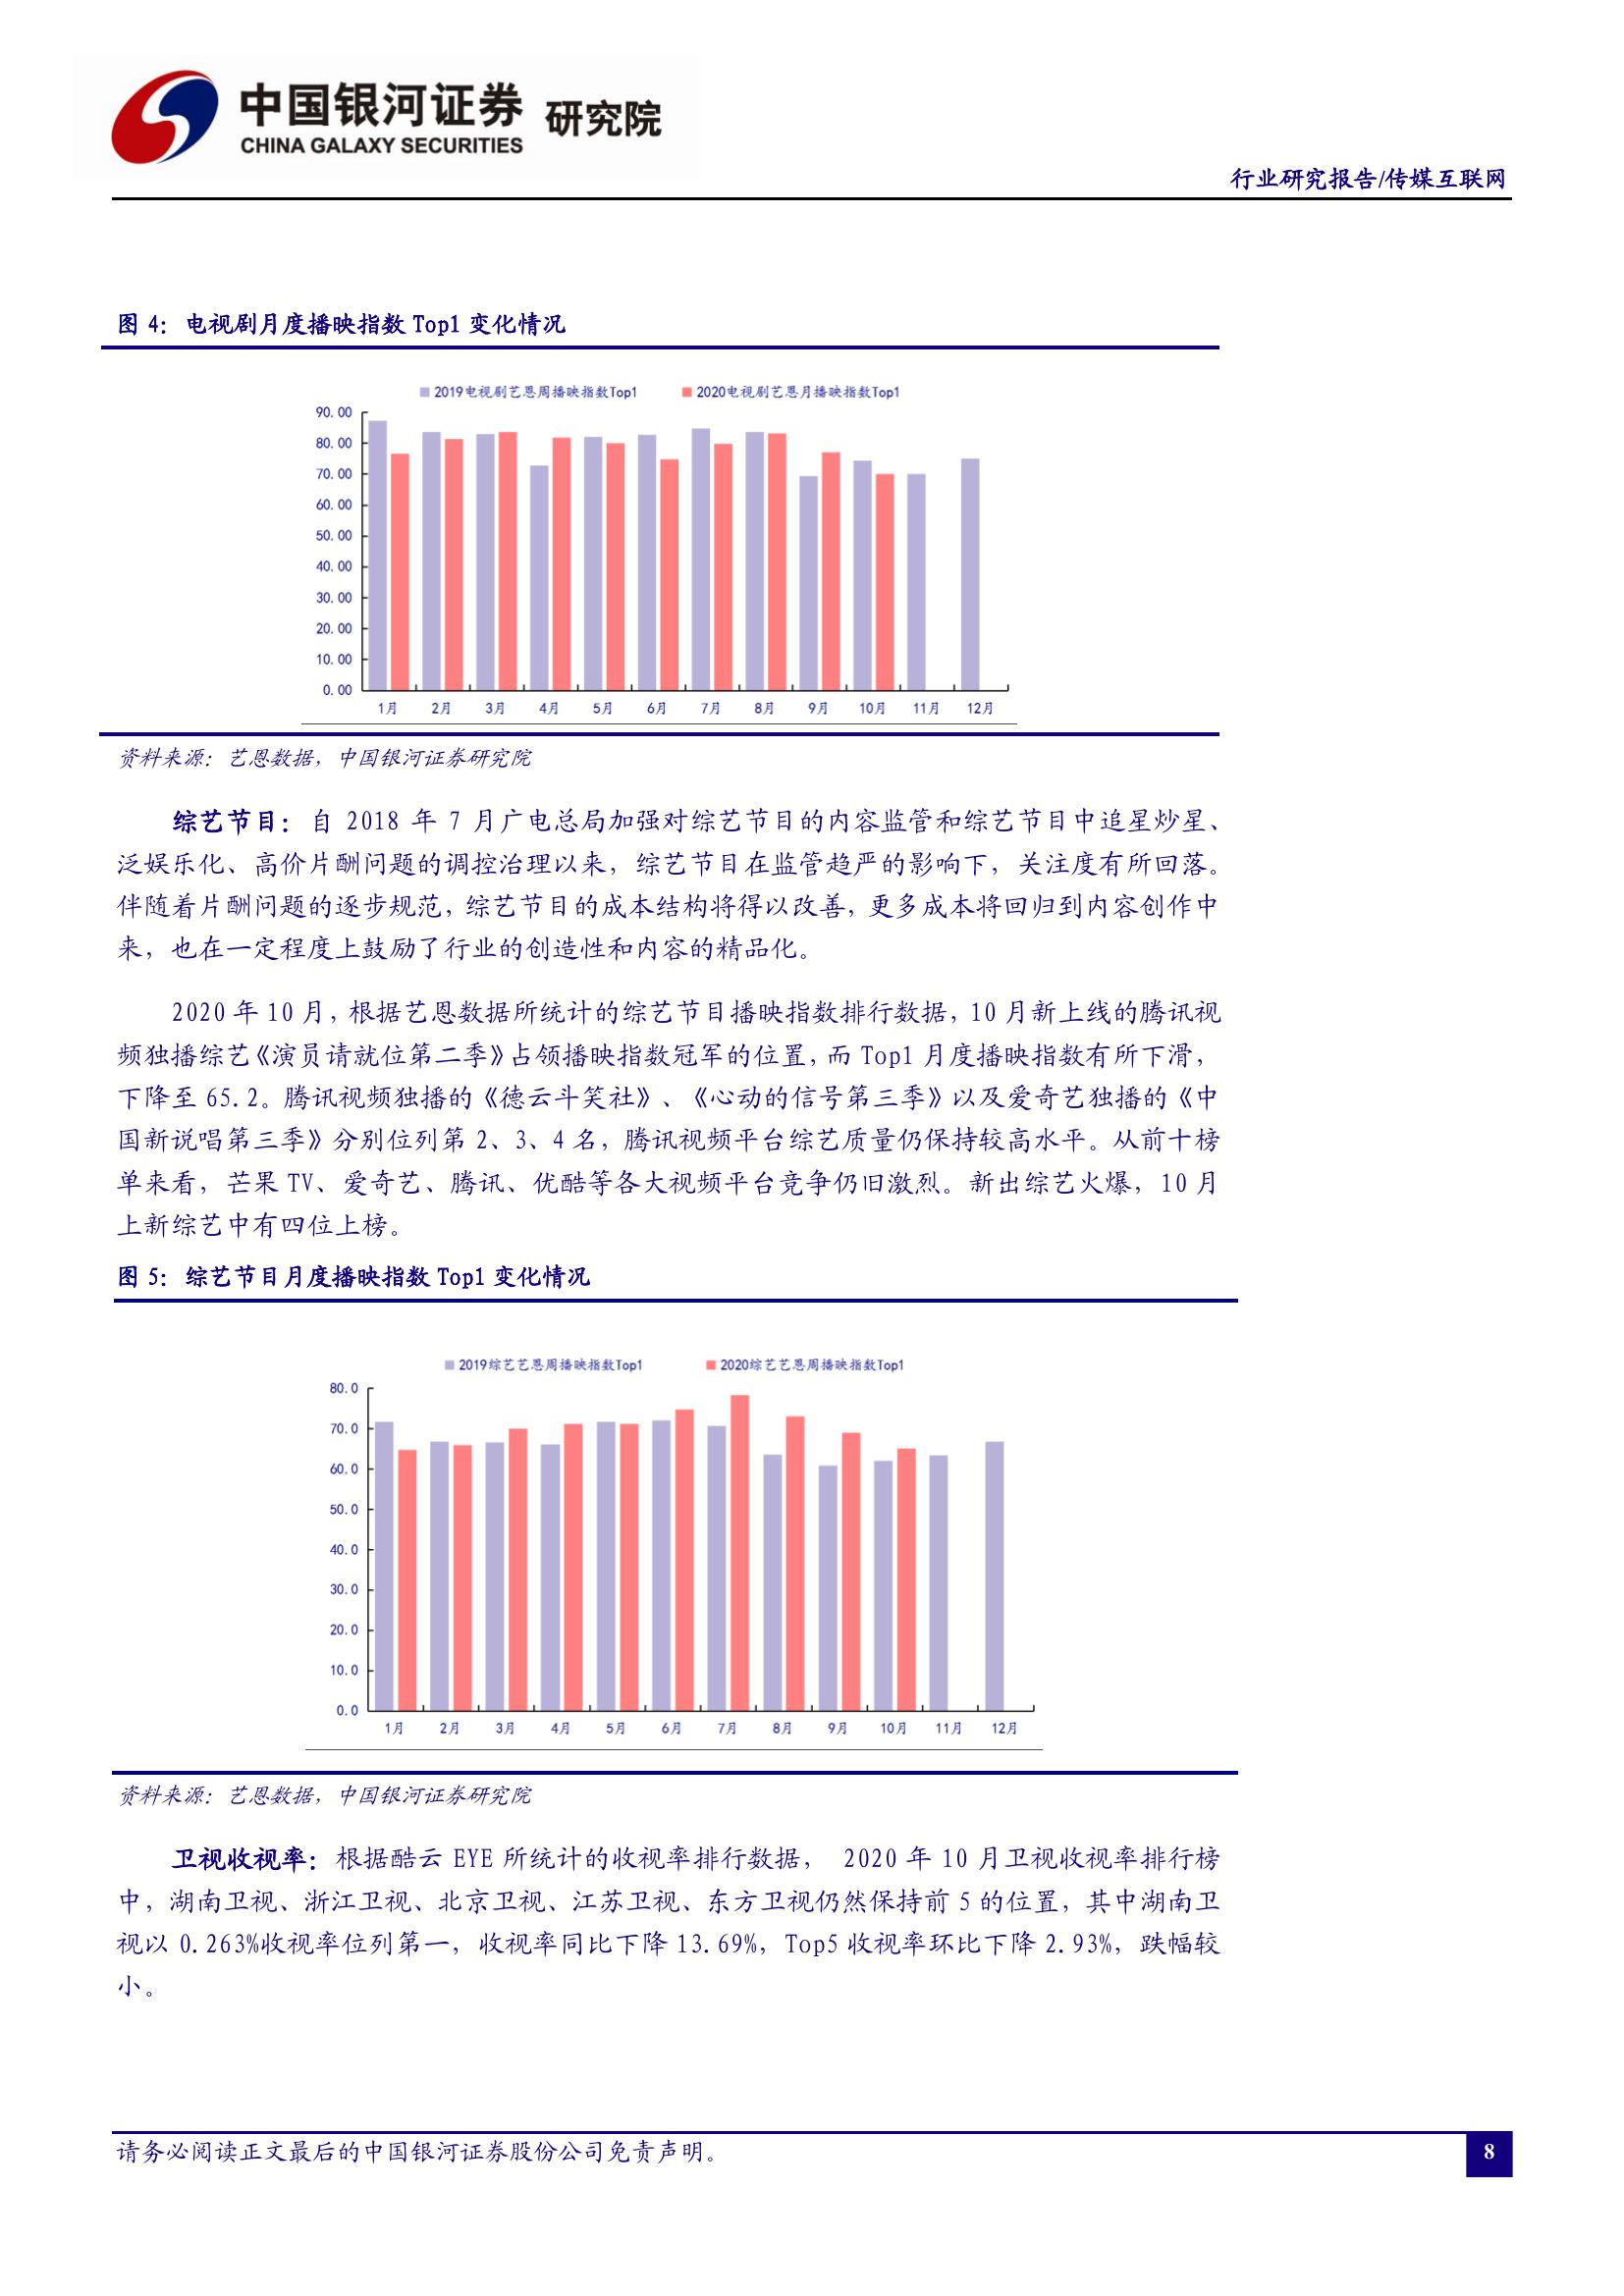 中国银河证券 研究院
CHINA GALAXY SECURITIES
行业研究报告/传媒互联网
图 4：电视剧月度播映指数 Top1 变化情况
2019电视剧艺恩周播映指数Top1 2020电视剧艺恩月播映指数Top1
90.00
80.00
70.00
60.00
50.00
40.00
30.00
20.00
10.00
0.00
1月 2月 3月 4月 5月 6月 7月 8月 9月 10月 11月 12月
资料来源：艺恩数据，中国银河证券研究院
综艺节目：自 2018 年 7 月广电总局加强对综艺节目的内容监管和综艺节目中追星炒星、
泛娱乐化、高价片酬问题的调控治理以来，综艺节目在监管趋严的影响下，关注度有所回落。
伴随着片酬问题的逐步规范，综艺节目的成本结构将得以改善，更多成本将回归到内容创作中
来，也在一定程度上鼓励了行业的创造性和内容的精品化。
2020 年 10 月，根据艺恩数据所统计的综艺节目播映指数排行数据，10 月新上线的腾讯视
频独播综艺《演员请就位第二季》占领播映指数冠军的位置，而 Top1 月度播映指数有所下滑，
下降至 65.2。腾讯视频独播的《德云斗笑社》、《心动的信号第三季》以及爱奇艺独播的《中
国新说唱第三季》分别位列第 2、3、4 名，腾讯视频平台综艺质量仍保持较高水平。从前十榜
单来看，芒果 TV、爱奇艺、腾讯、优酷等各大视频平台竞争仍旧激烈。新出综艺火爆，10 月
上新综艺中有四位上榜。
图 5：综艺节目月度播映指数 Top1 变化情况
2019综艺艺恩周播映指数Top1 2020综艺艺恩周播映指数Top1
80.0
70.0
60.0
50.0
40.0
30.0
20.0
10.0
0.0
1月 2月 3月 4月 5月 6月 7月 8月 9月 10月 11月 12月
资料来源：艺恩数据，中国银河证券研究院
卫视收视率：根据酷云 EYE 所统计的收视率排行数据， 2020 年 10 月卫视收视率排行榜
中，湖南卫视、浙江卫视、北京卫视、江苏卫视、东方卫视仍然保持前 5 的位置，其中湖南卫
视以 0.263%收视率位列第一，收视率同比下降 13.69%，Top5 收视率环比下降 2.93%，跌幅较
小。
请务必阅读正文最后的中国银河证券股份公司免责声明。
8